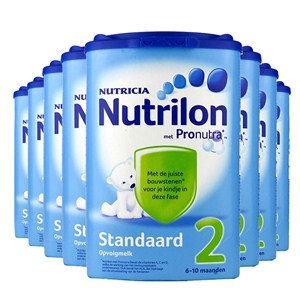 NUTRICIA
Nutrilon
met Pronutra
Met de juiste
bouwstenen*
voor je kindje in
deze fase
Standaard
Opvolgmelk
2
6-10 maanden